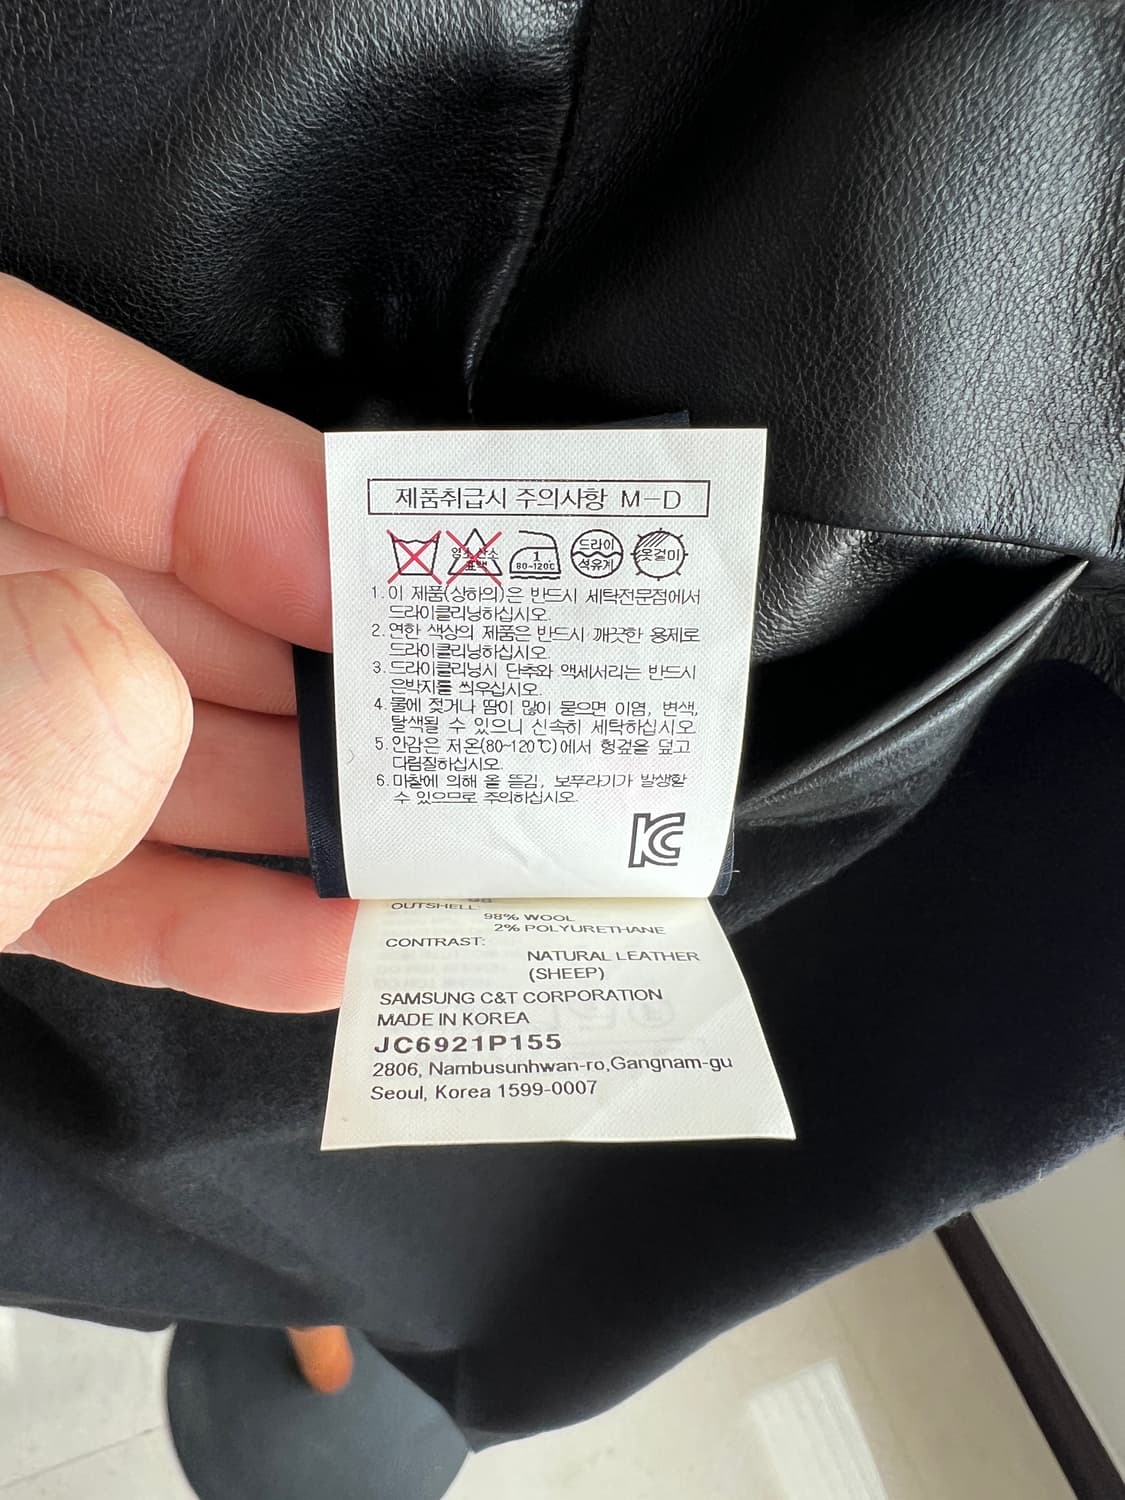 제품취급시 주의사항 M-D
염소 산소
표백
1
80~120℃
드라이
석유계
옷걸이
1.이 제품(상하의)은 반드시 세탁전문점에서
드라이클리닝하십시오.
2.연한 색상의 제품은 반드시 깨끗한 용제로
드라이클리닝하십시오.
3.드라이클리닝시 단추와 액세서리는 반드시
은박지를 씌우십시오.
4.물에 젖거나 땀이 많이 묻으면 이염, 변색,
탈색될 수 있으니 신속히 세탁하십시오.
5.안감은 저온(80~120℃)에서 헝겊을 덮고
다림질하십시오.
6.마찰에 의해 올 뜯김, 보푸라기가 발생할
수 있으므로 주의하십시오.
KC
OUTSHELL:
98% WOOL
2% POLYURETHANE
CONTRAST:
NATURAL LEATHER
(SHEEP)
SAMSUNG C&T CORPORATION
MADE IN KOREA
JC6921P155
2806, Nambusunhwan-ro,Gangnam-gu
Seoul, Korea 1599-0007